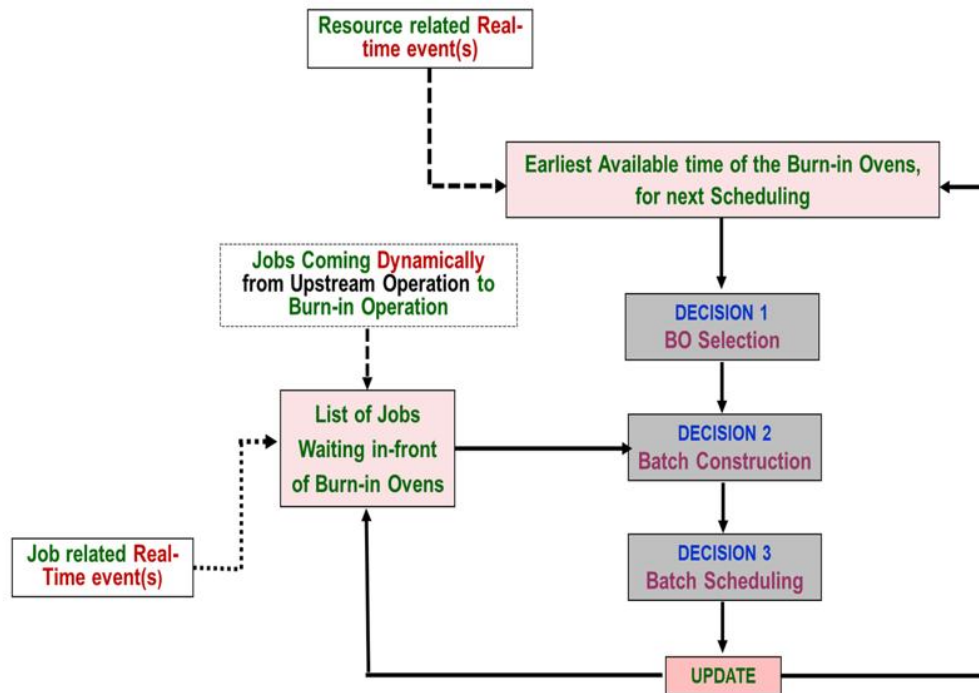 Resource related Real-
time event(s)
Earliest Available time of the Burn-in Ovens,
for next Scheduling
Jobs Coming Dynamically
from Upstream Operation to
Burn-in Operation
DECISION 1
BO Selection
List of Jobs
Waiting in-front
of Burn-in Ovens
DECISION 2
Batch Construction
Job related Real-
Time event(s)
DECISION 3
Batch Scheduling
UPDATE